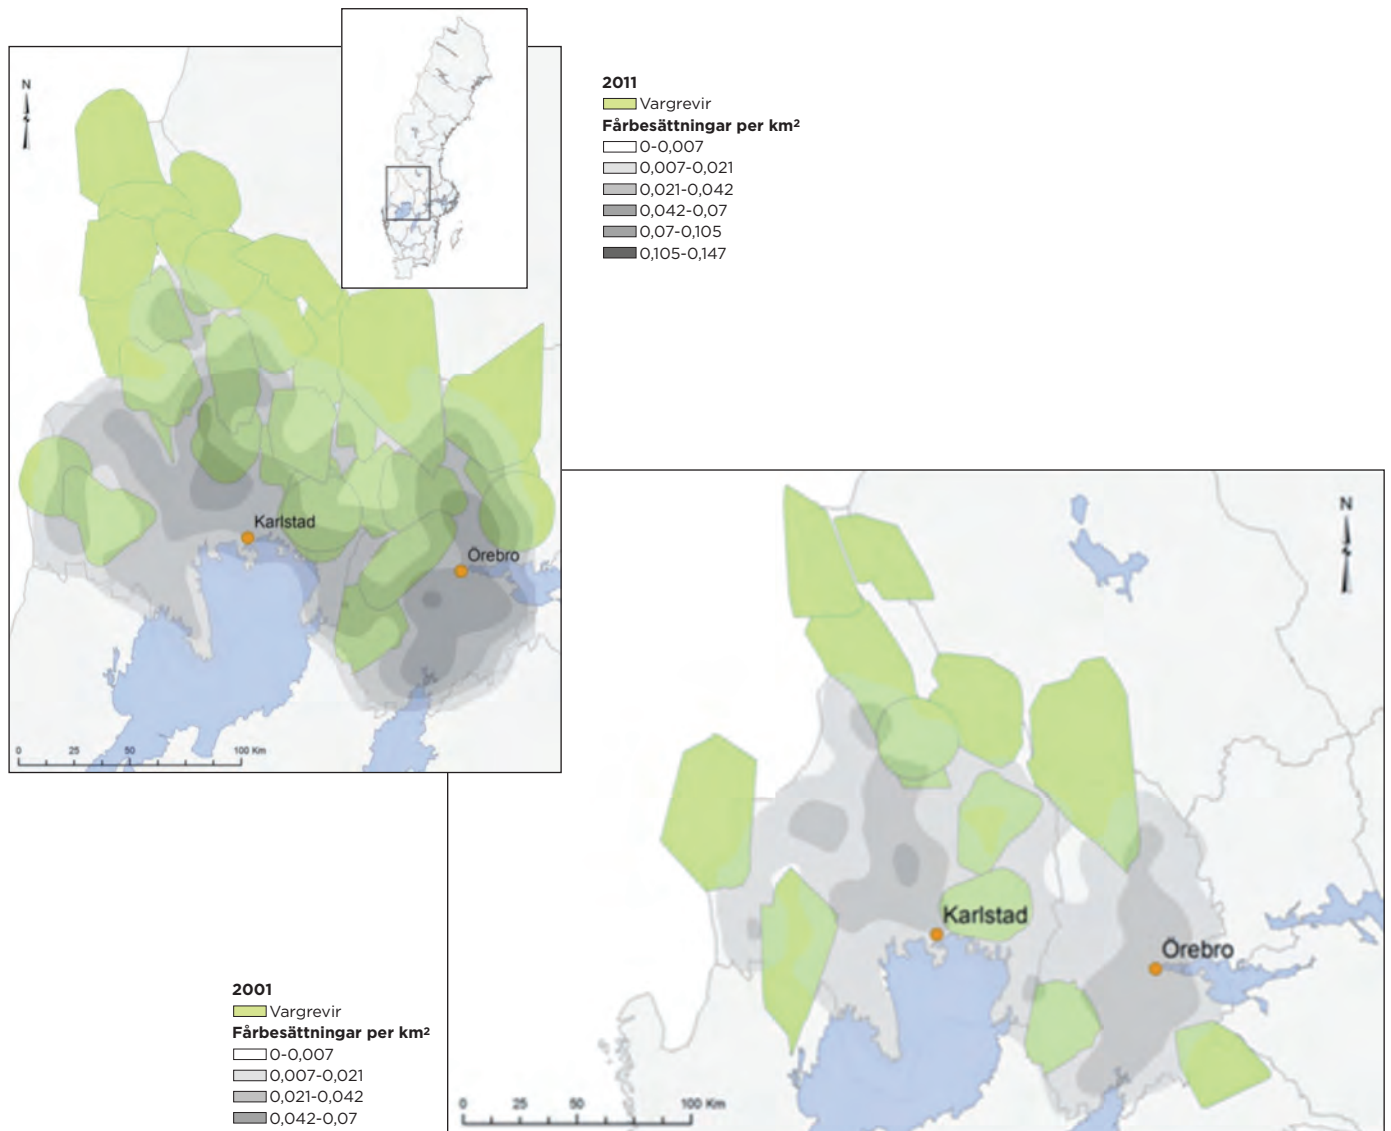 N
Karlstad
Örebro
0 25 50 100 Km
2011
Vargrevir
Fårbesättningar per km²
0-0,007
0,007-0,021
0,021-0,042
0,042-0,07
0,07-0,105
0,105-0,147
N
Karlstad
Örebro
0 25 50 100 Km
2001
Vargrevir
Fårbesättningar per km²
0-0,007
0,007-0,021
0,021-0,042
0,042-0,07